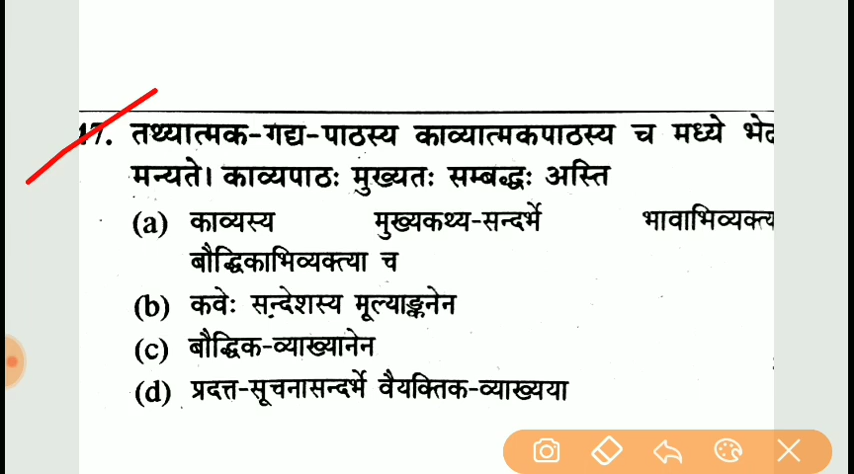 17. तथ्यात्मक-गद्य-पाठस्य काव्यात्मकपाठस्य च मध्ये
मन्यते। काव्यपाठः मुख्यतः सम्बद्धः अस्ति
(a) काव्यस्य मुख्यकथ्य-सन्दर्भे
बौद्धिकाभिव्यक्त्या च
(b) कवेः सन्देशस्य मूल्याङ्कनेन
(c) बौद्धिक-व्याख्यानेन
(d) प्रदत्त-सूचनासन्दर्भे वैयक्तिक-व्याख्यया